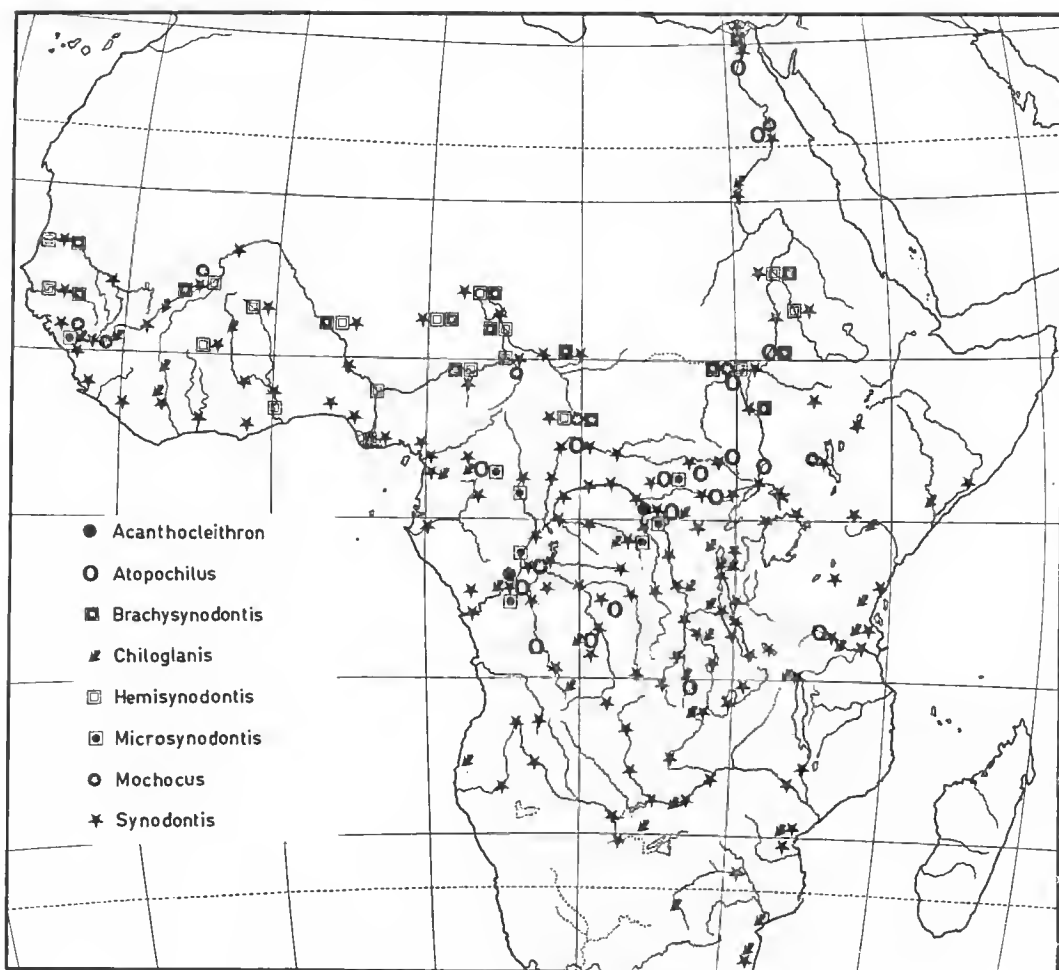 Acanthocleithron
Atopochilus
Brachysynodontis
Chiloglanis
Hemisynodontis
Microsynodontis
Mochocus
Synodontis